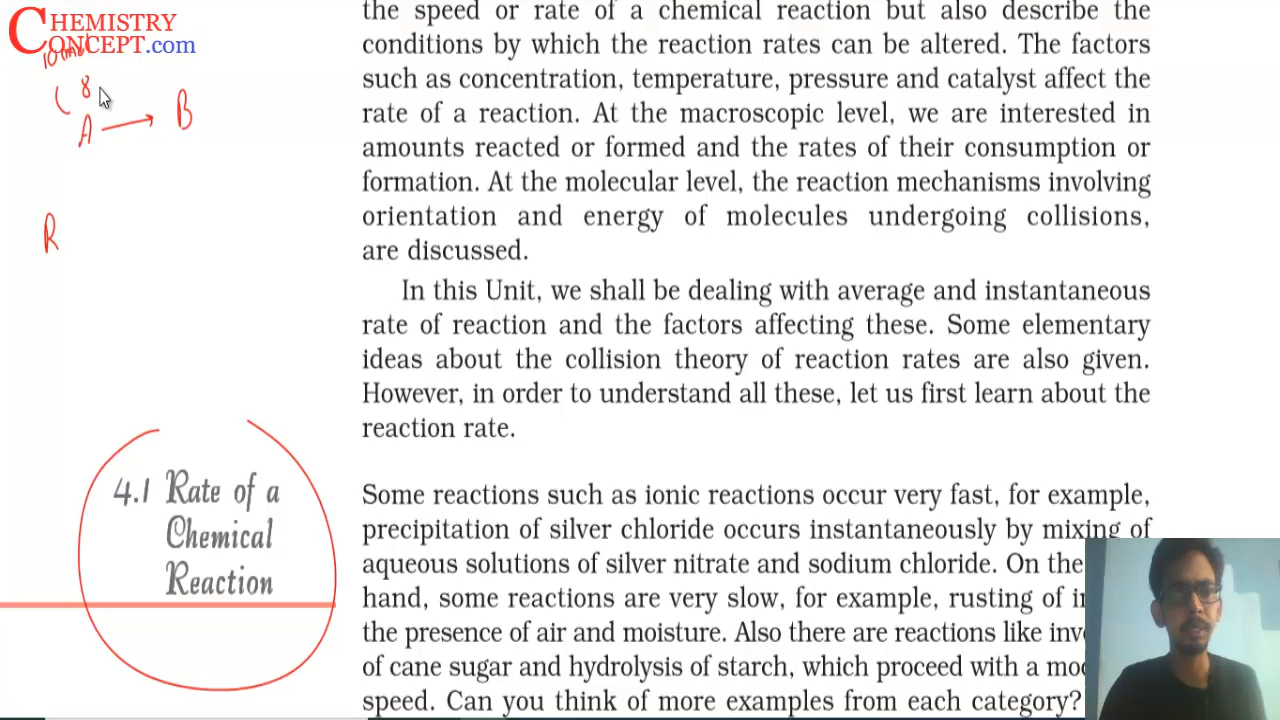 CHEMISTRY
CONCEPT.com
8
A → B
R
the speed or rate of a chemical reaction but also describe the
conditions by which the reaction rates can be altered. The factors
such as concentration, temperature, pressure and catalyst affect the
rate of a reaction. At the macroscopic level, we are interested in
amounts reacted or formed and the rates of their consumption or
formation. At the molecular level, the reaction mechanisms involving
orientation and energy of molecules undergoing collisions,
are discussed.
In this Unit, we shall be dealing with average and instantaneous
rate of reaction and the factors affecting these. Some elementary
ideas about the collision theory of reaction rates are also given.
However, in order to understand all these, let us first learn about the
reaction rate.
4.1 Rate of a
Chemical
Reaction
Some reactions such as ionic reactions occur very fast, for example,
precipitation of silver chloride occurs instantaneously by mixing of
aqueous solutions of silver nitrate and sodium chloride. On the
hand, some reactions are very slow, for example, rusting of
the presence of air and moisture. Also there are reactions like
of cane sugar and hydrolysis of starch, which proceed with a
speed. Can you think of more examples from each category?